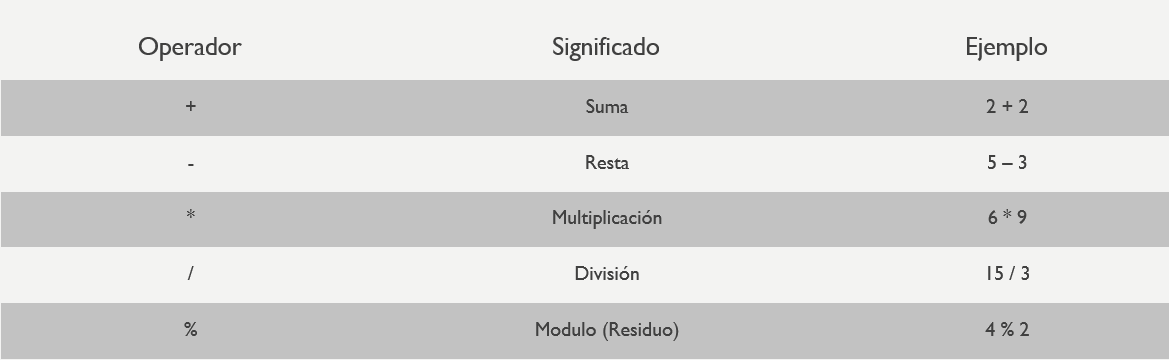 Operador Significado Ejemplo
+ Suma 2 + 2
- Resta 5 – 3
* Multiplicación 6 * 9
/ División 15 / 3
% Modulo (Residuo) 4 % 2